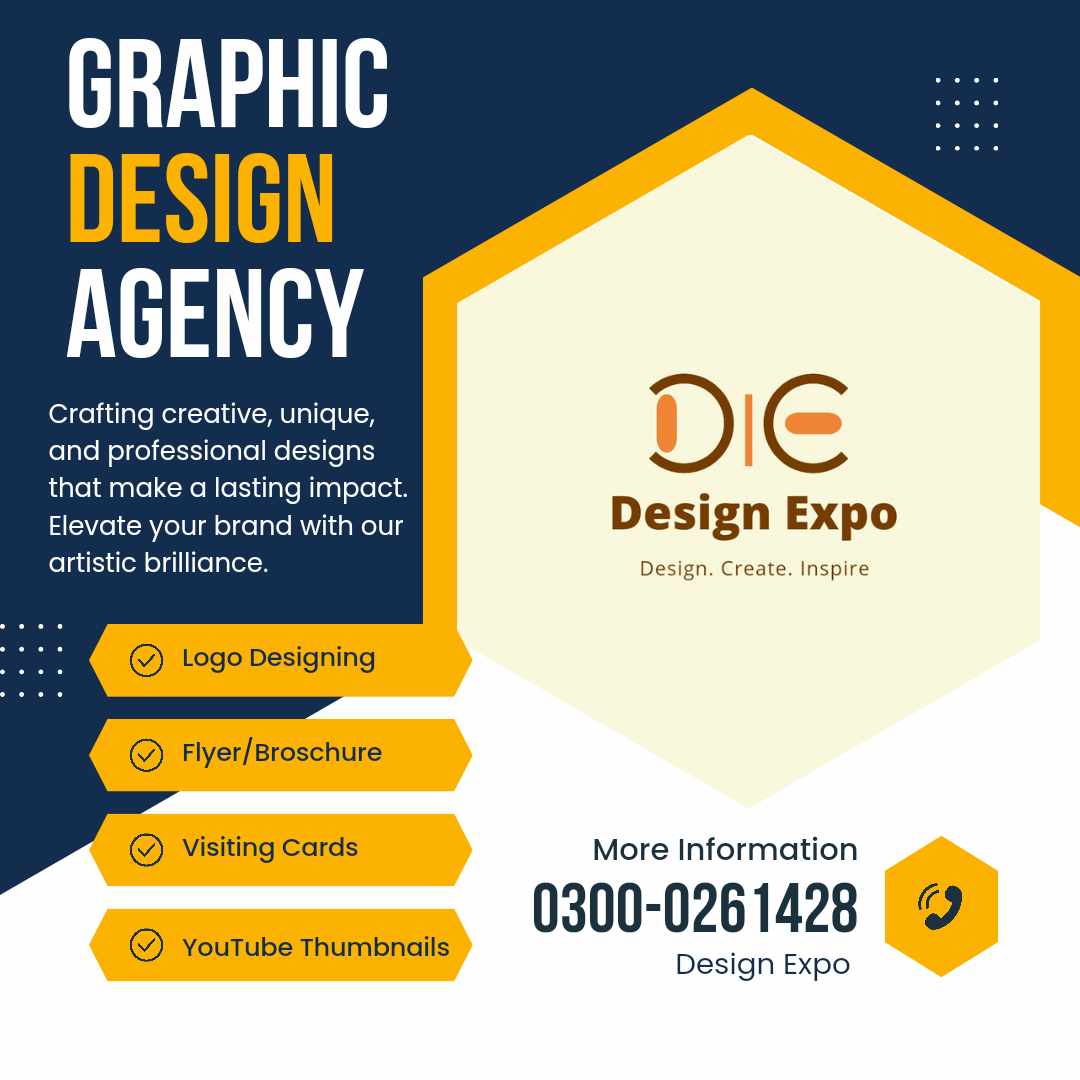 GRAPHIC
DESIGN
AGENCY
Crafting creative, unique,
and professional designs
that make a lasting impact.
Elevate your brand with our
artistic brilliance.
D|E
Design Expo
Design. Create. Inspire
Logo Designing
Flyer/Broschure
Visiting Cards
YouTube Thumbnails
More Information
0300-0261428
Design Expo